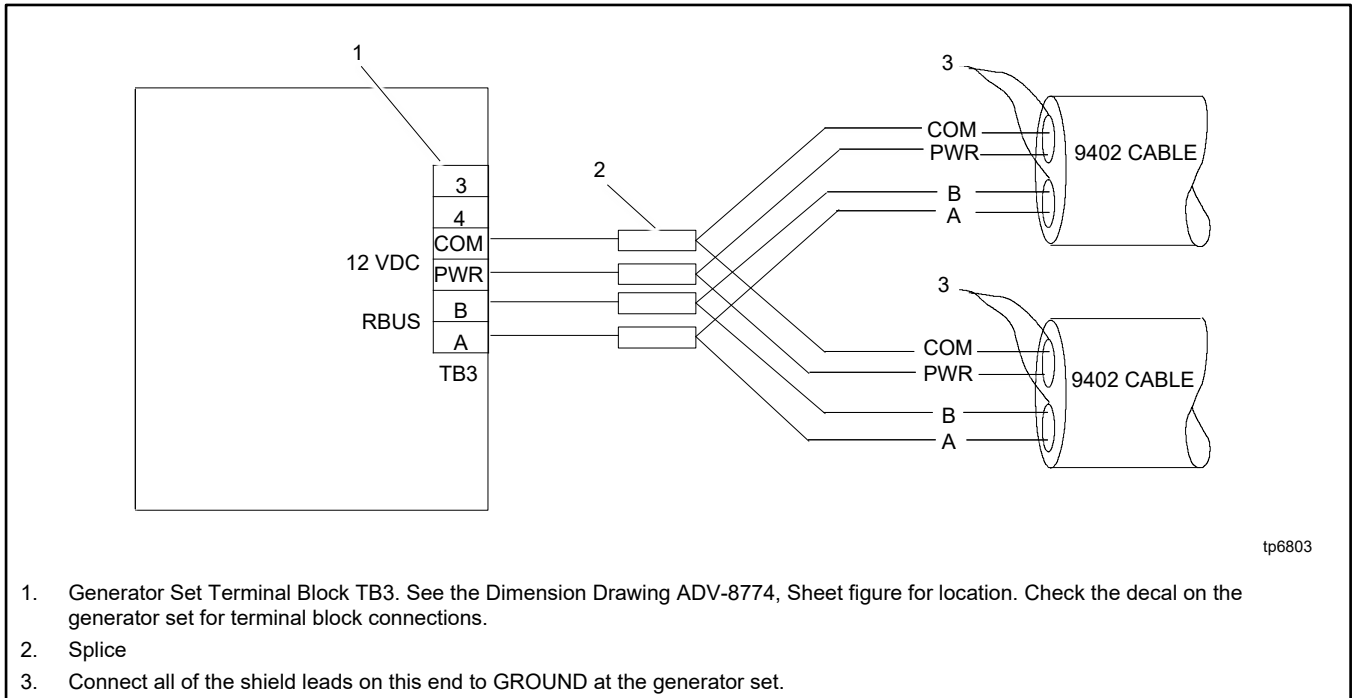 1
3
COM
PWR
B
A
9402 CABLE
2
3
4
COM
PWR
B
A
12 VDC
RBUS
TB3
3
COM
PWR
B
A
9402 CABLE
tp6803
1. Generator Set Terminal Block TB3. See the Dimension Drawing ADV-8774, Sheet figure for location. Check the decal on the
generator set for terminal block connections.
2. Splice
3. Connect all of the shield leads on this end to GROUND at the generator set.